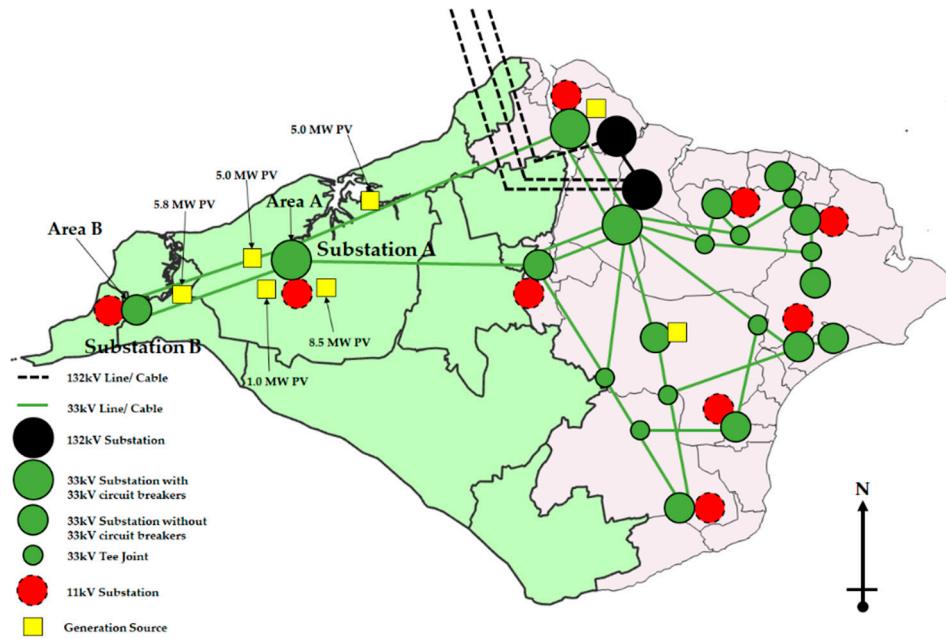 5.0 MW PV
5.0 MW PV
5.8 MW PV
Area A
Area B
Substation A
Substation B
8.5 MW PV
1.0 MW PV
132kV Line/ Cable
33kV Line/ Cable
132kV Substation
33kV Substation with
33kV circuit breakers
33kV Substation without
33kV circuit breakers
33kV Tee Joint
11kV Substation
Generation Source
N